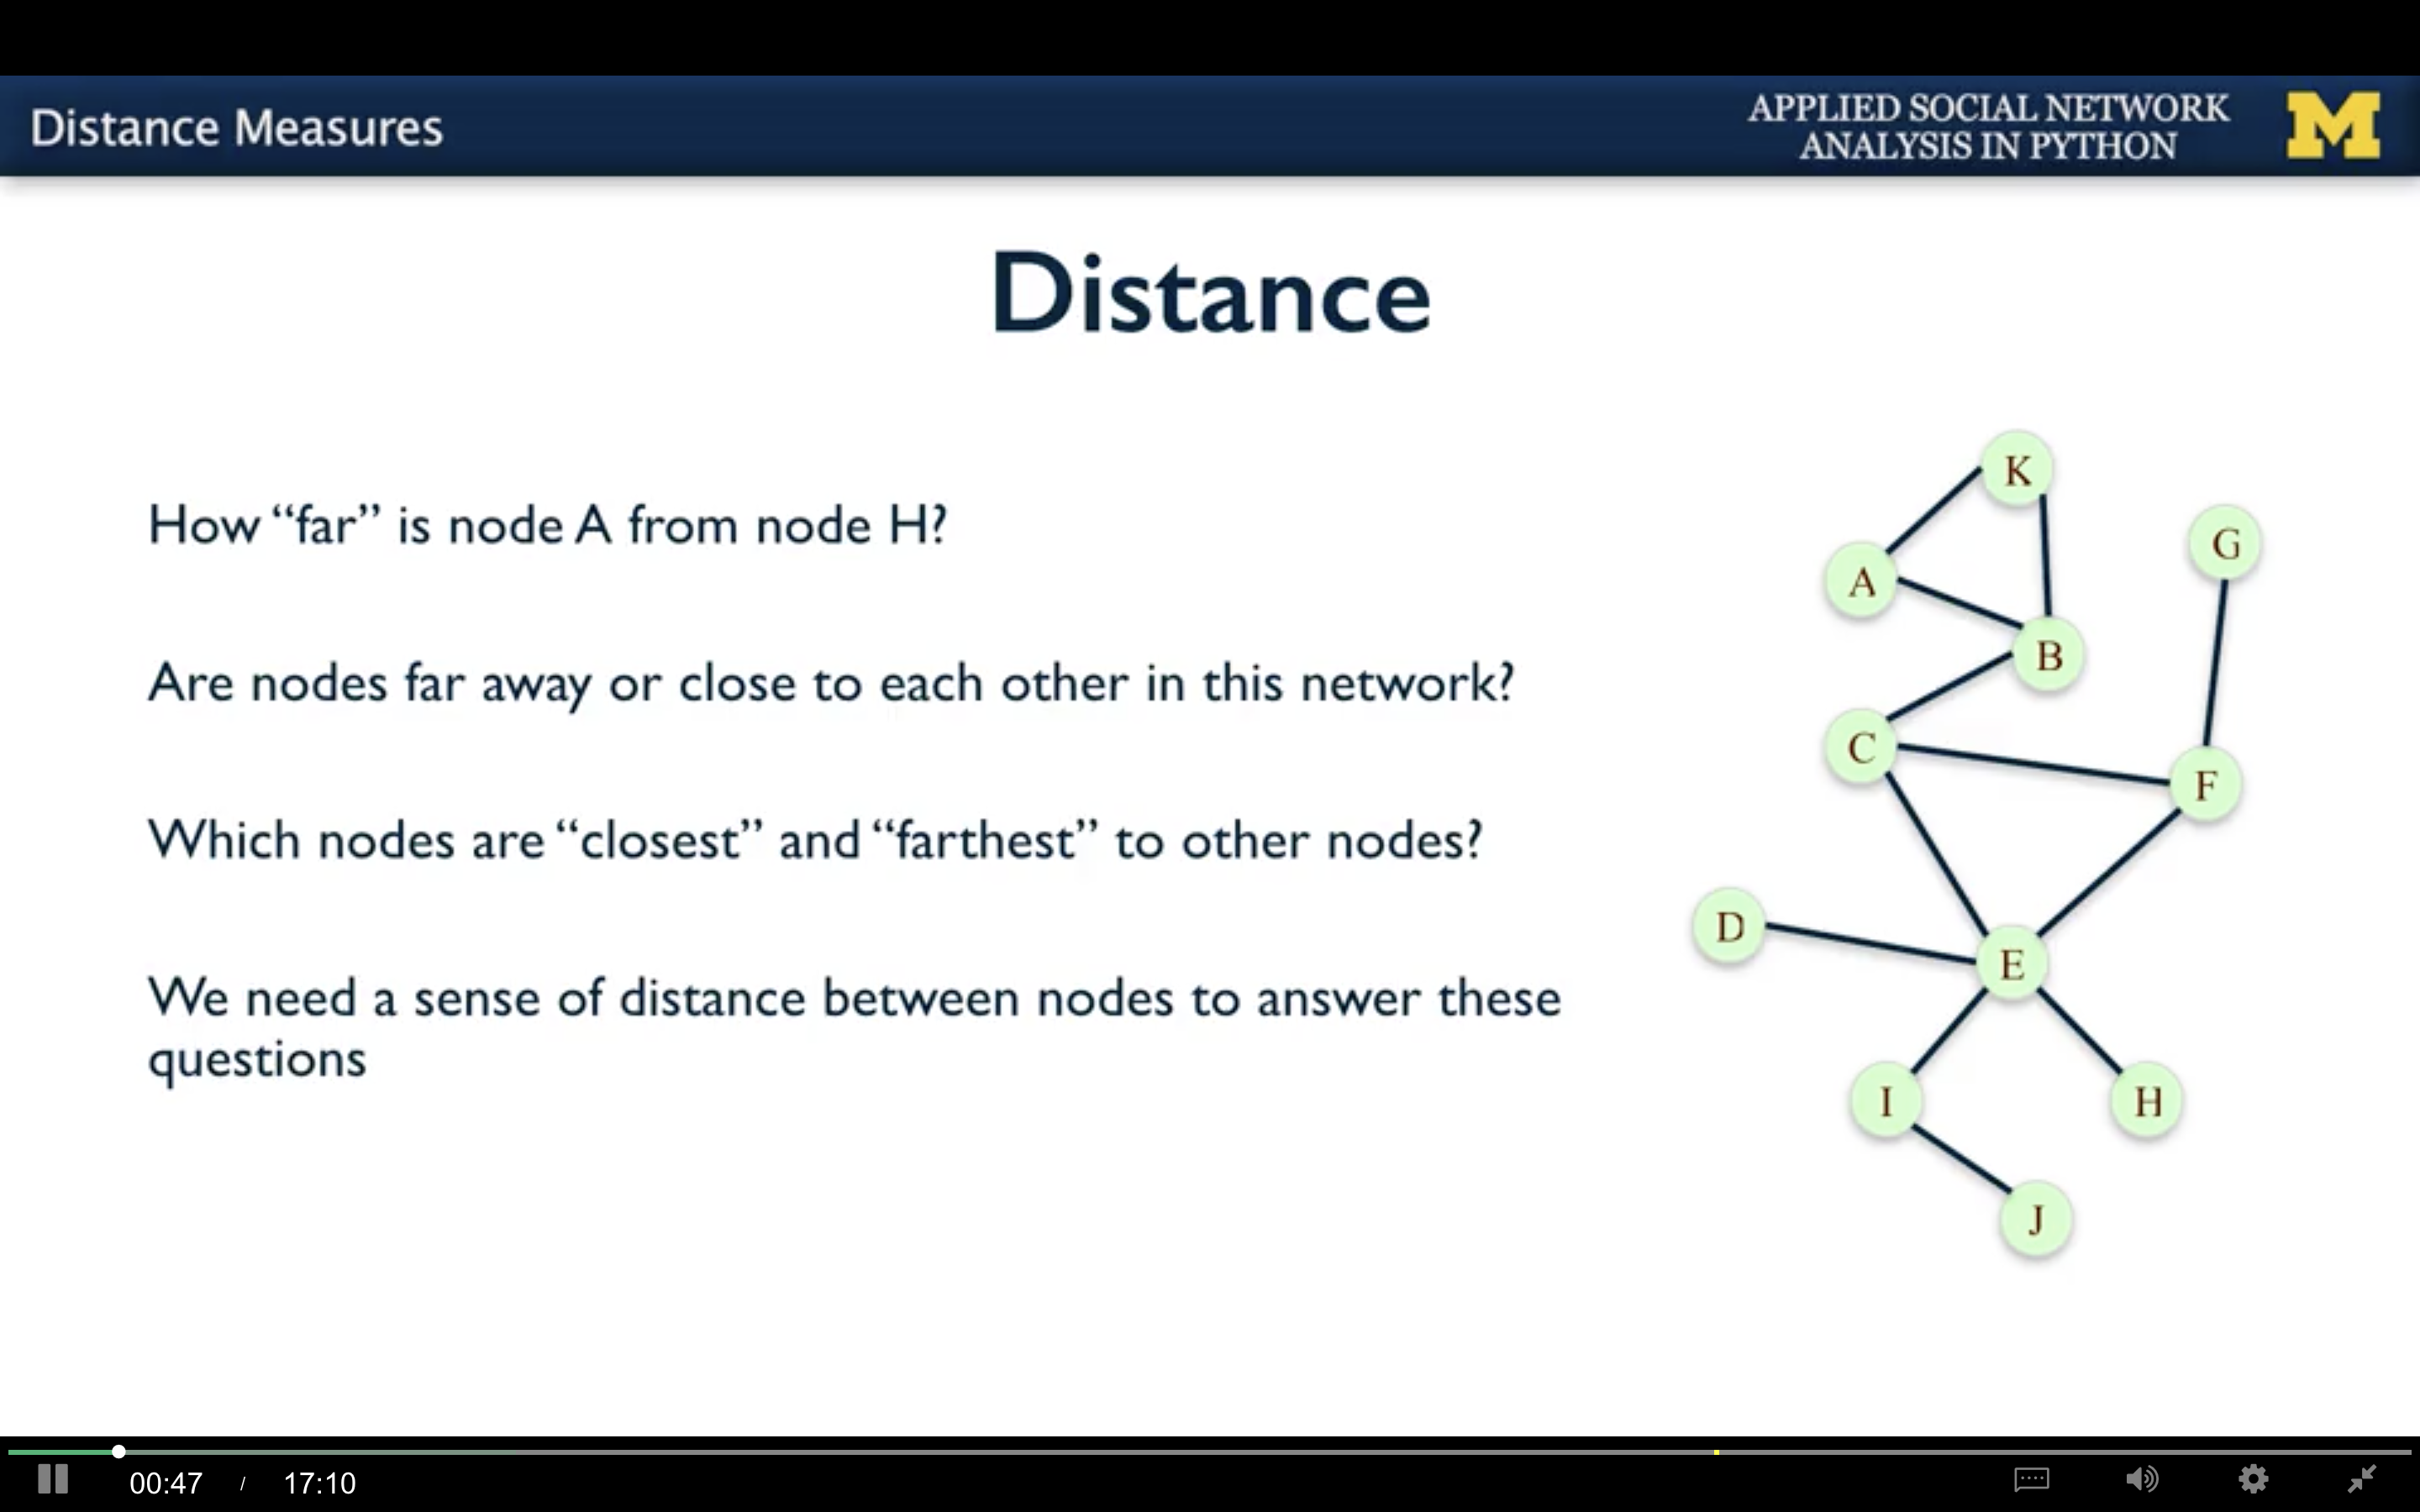 Distance Measures
APPLIED SOCIAL NETWORK
ANALYSIS IN PYTHON
M
Distance
How “far” is node A from node H?
Are nodes far away or close to each other in this network?
Which nodes are “closest” and “farthest” to other nodes?
We need a sense of distance between nodes to answer these
questions
K
G
A
B
C
F
D
E
I
H
J
00:47 / 17:10